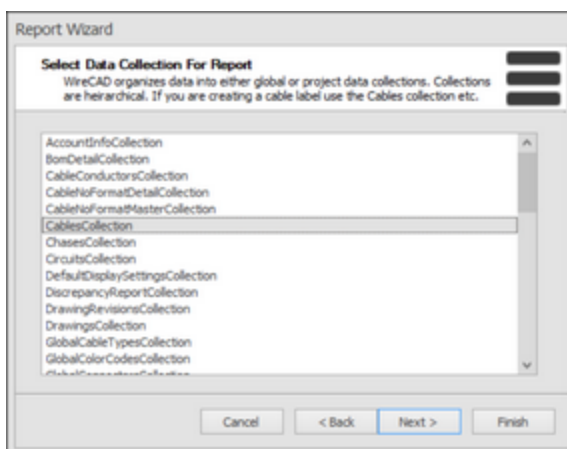 Report Wizard
Select Data Collection For Report
WireCAD organizes data into either global or project data collections. Collections
are heirarchical. If you are creating a cable label use the Cables collection etc.
AccountInfoCollection
BomDetailCollection
CableConductorsCollection
CableNoFormatDetailCollection
CableNoFormatMasterCollection
CablesCollection
ChasesCollection
CircuitsCollection
DefaultDisplaySettingsCollection
DiscrepancyReportCollection
DrawingRevisionsCollection
DrawingsCollection
GlobalCableTypesCollection
GlobalColorCodesCollection
GlobalConnectorsCollection
Cancel
< Back
Next >
Finish